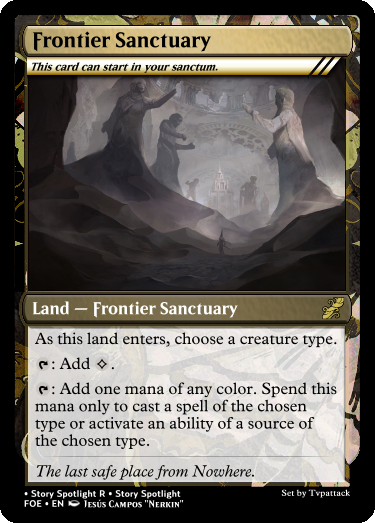 Frontier Sanctuary
This card can start in your sanctum.
Land — Frontier Sanctuary
As this land enters, choose a creature type.
: Add .
: Add one mana of any color. Spend this
mana only to cast a spell of the chosen
type or activate an ability of a source of
the chosen type.
The last safe place from Nowhere.
• Story Spotlight R • Story Spotlight
Set by Tvpattack
FOE • EN Jesús Campos "Nerkin"